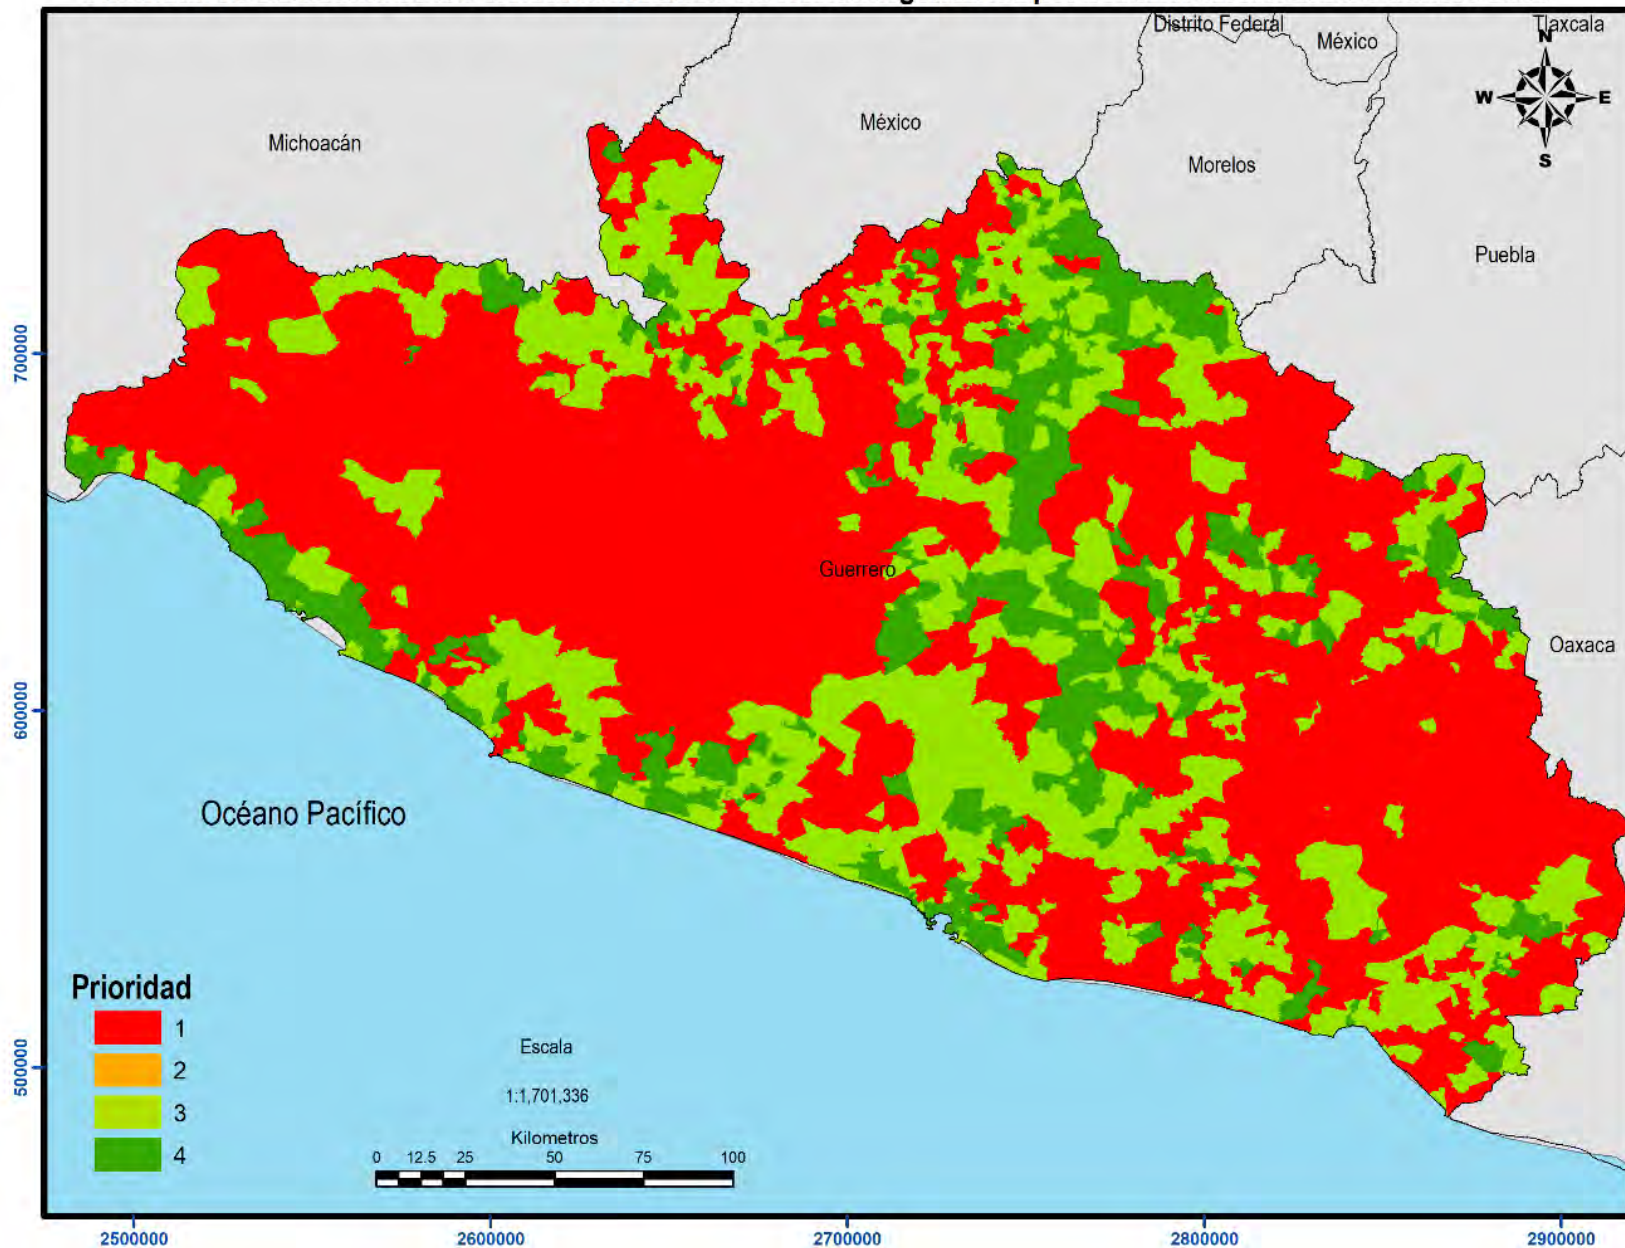 Distrito Federal
Tlaxcala
México
N
W
E
S
Michoacán
México
Morelos
Puebla
Guerrero
Oaxaca
Océano Pacífico
700000
600000
500000
Prioridad
1
2
3
4
Escala
1:1,701,336
Kilometros
0 12.5 25 50 75 100
2500000 2600000 2700000 2800000 2900000